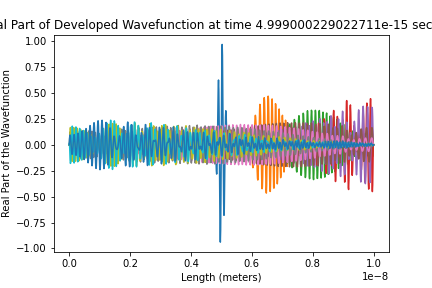 al Part of Developed Wavefunction at time 4.999000229022711e-15 sec
1.00
0.75
0.50
0.25
0.00
−0.25
−0.50
−0.75
−1.00
Real Part of the Wavefunction
0.0 0.2 0.4 0.6 0.8 1.0
1e−8
Length (meters)